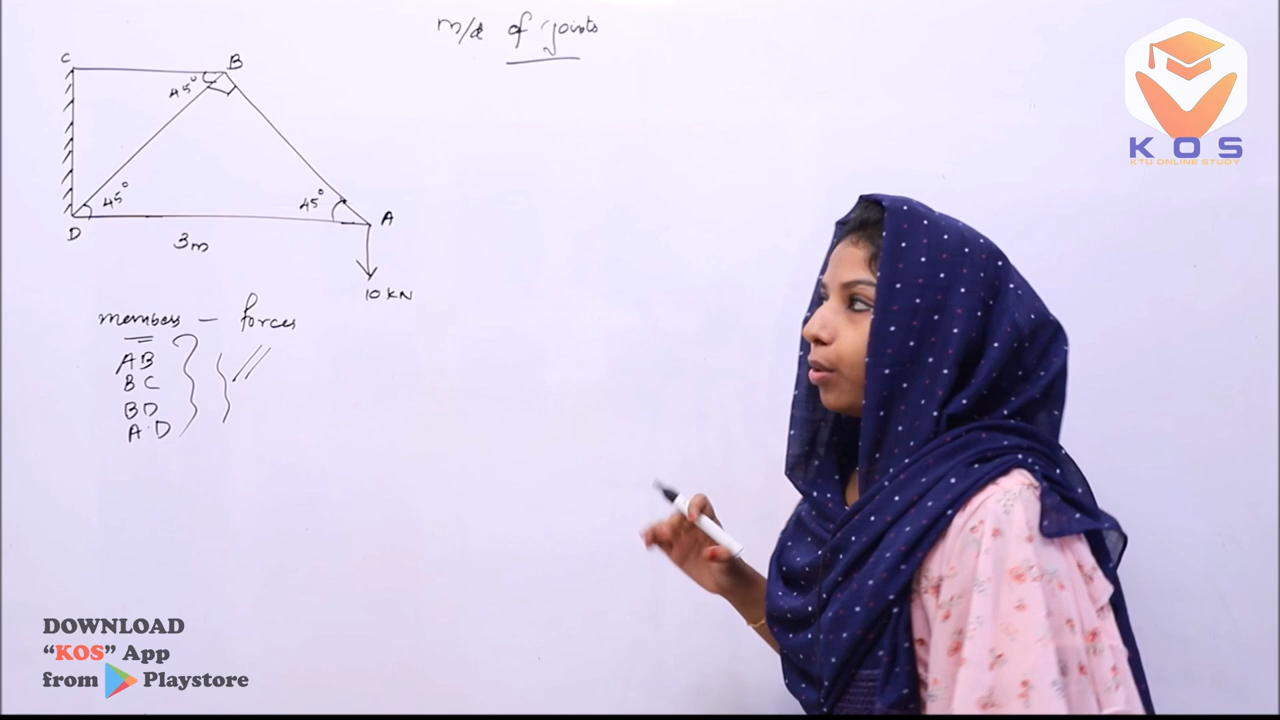 m/d of joints
C
B
45°
45°
45°
D
A
3m
10 KN
members - forces
AB
BC
BD
A.D
KOS
KTU ONLINE STUDY
DOWNLOAD
“KOS” App
from Playstore